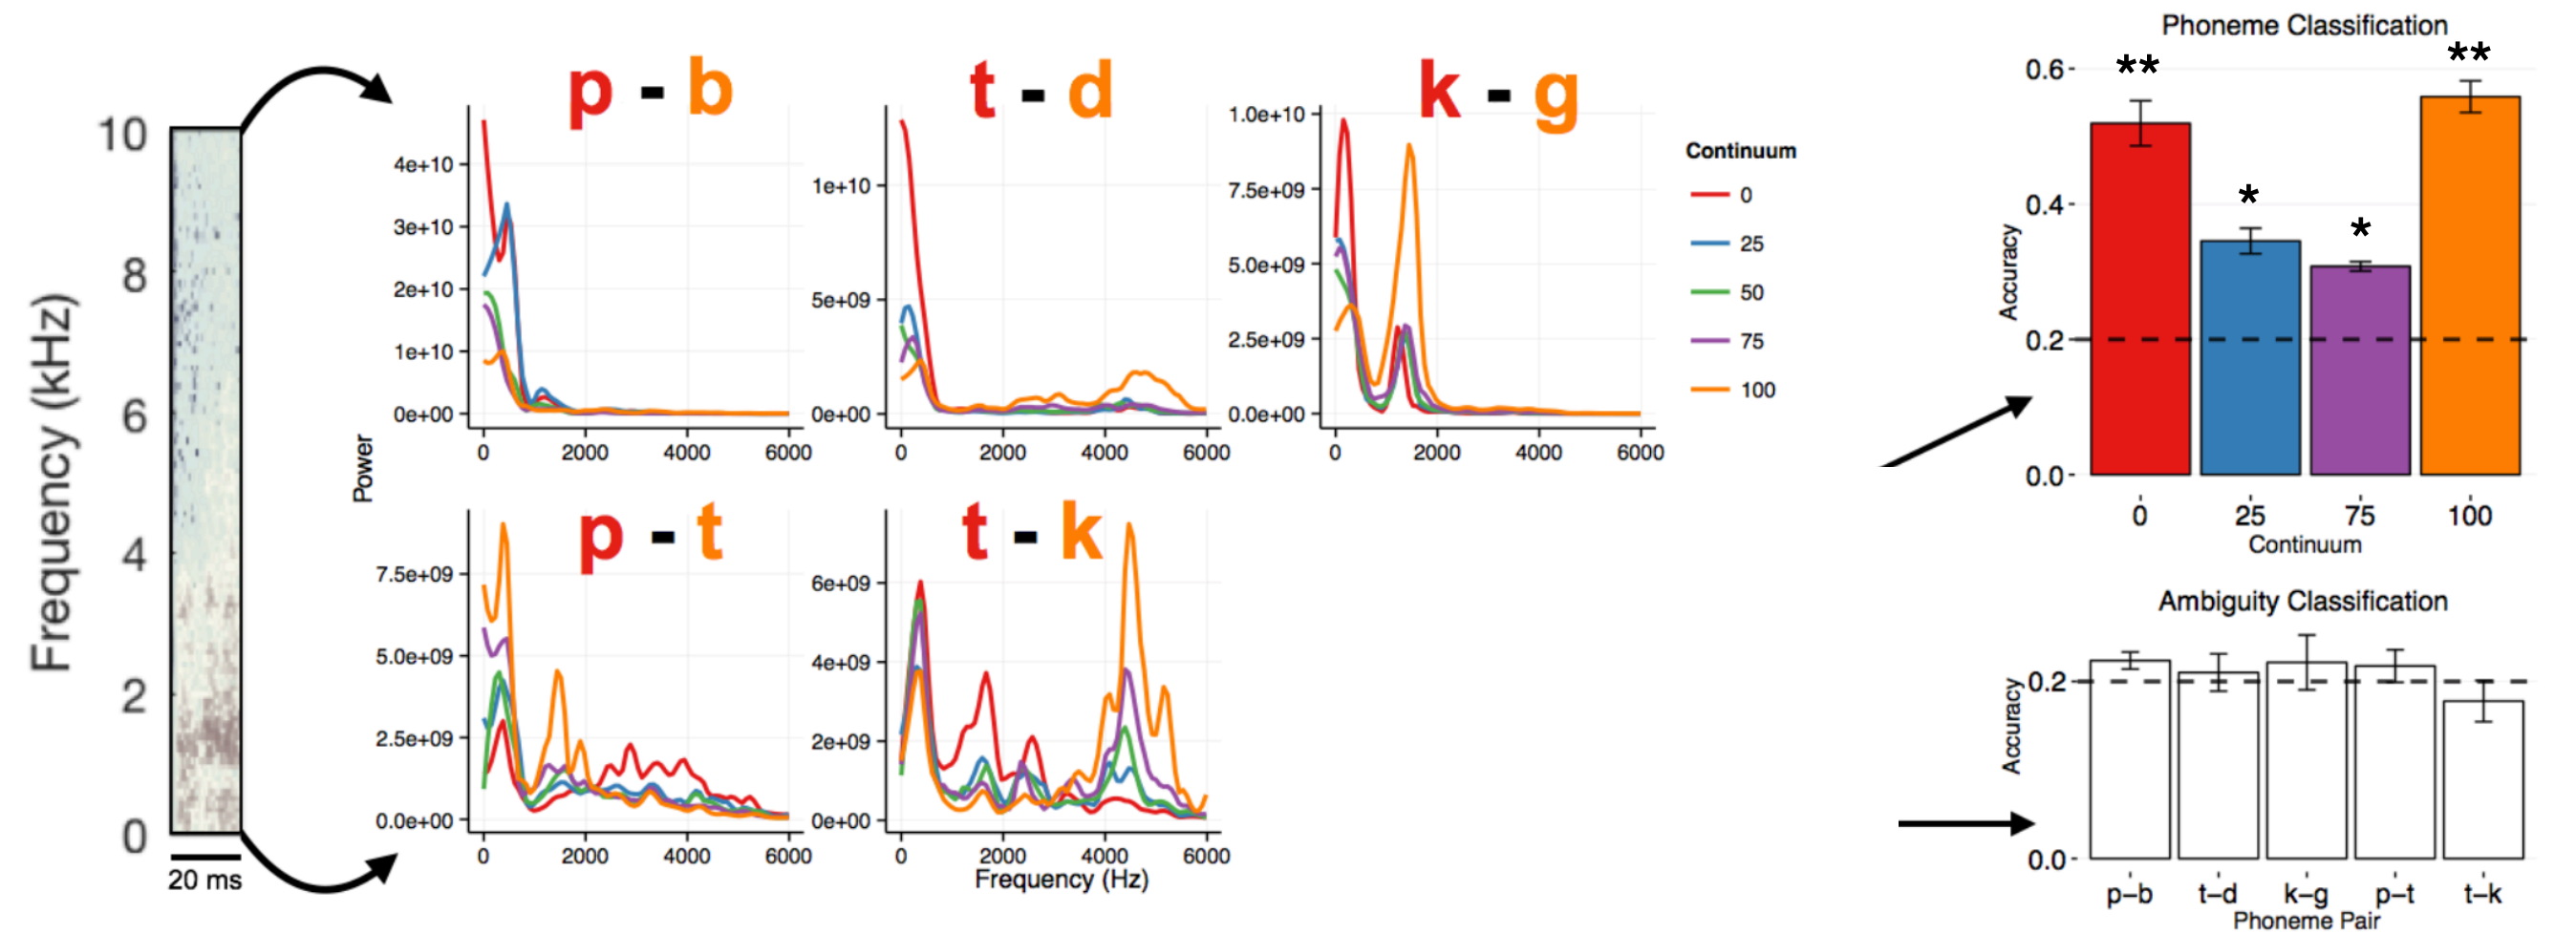 Frequency (kHz)
10
8
6
4
2
0
20 ms
Power
p - b
4e+10
3e+10
2e+10
1e+10
0e+00
0 2000 4000 6000
t - d
1e+10
5e+09
0e+00
0 2000 4000 6000
k - g
1.0e+10
7.5e+09
5.0e+09
2.5e+09
0.0e+00
0 2000 4000 6000
Continuum
0
25
50
75
100
p - t
7.5e+09
5.0e+09
2.5e+09
0.0e+00
0 2000 4000 6000
t - k
6e+09
4e+09
2e+09
0e+00
0 2000 4000 6000
Frequency (Hz)
Phoneme Classification
** * * **
Accuracy
0.6
0.4
0.2
0.0
0 25 75 100
Continuum
Ambiguity Classification
Accuracy
0.2
0.0
p–b t–d k–g p–t t–k
Phoneme Pair